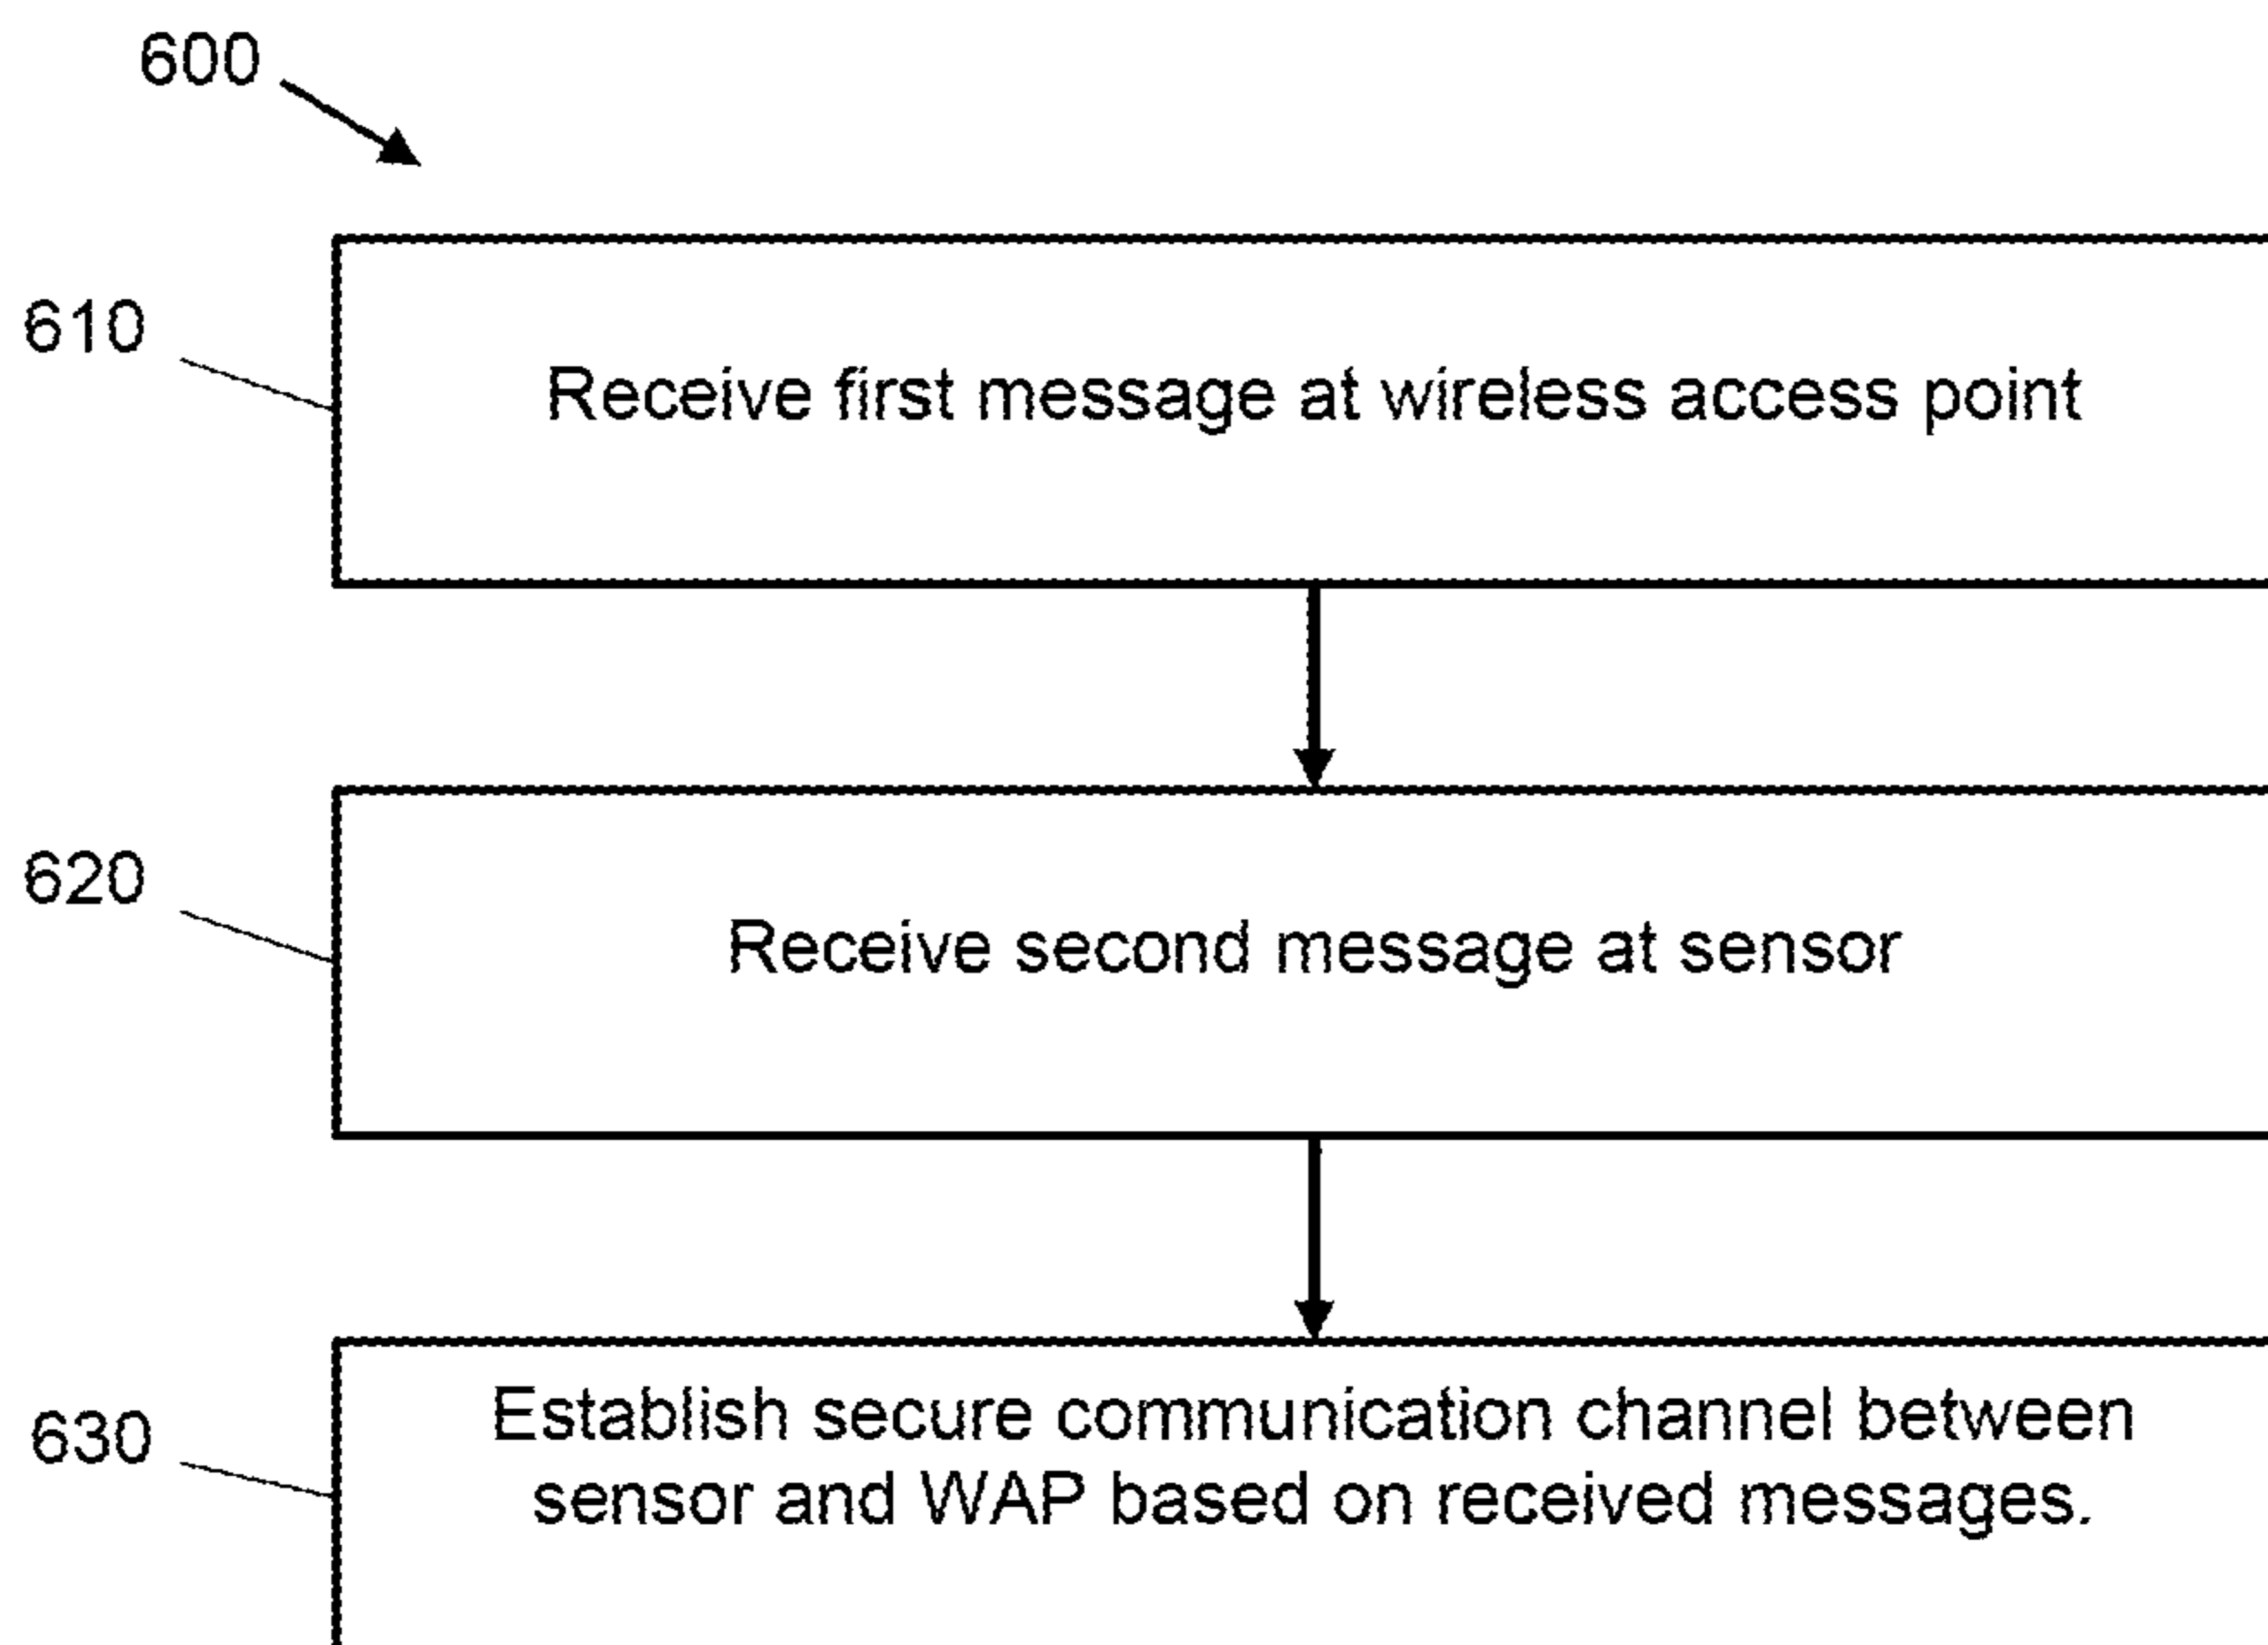 600
610
Receive first message at wireless access point
620
Receive second message at sensor
630
Establish secure communication channel between
sensor and WAP based on received messages.